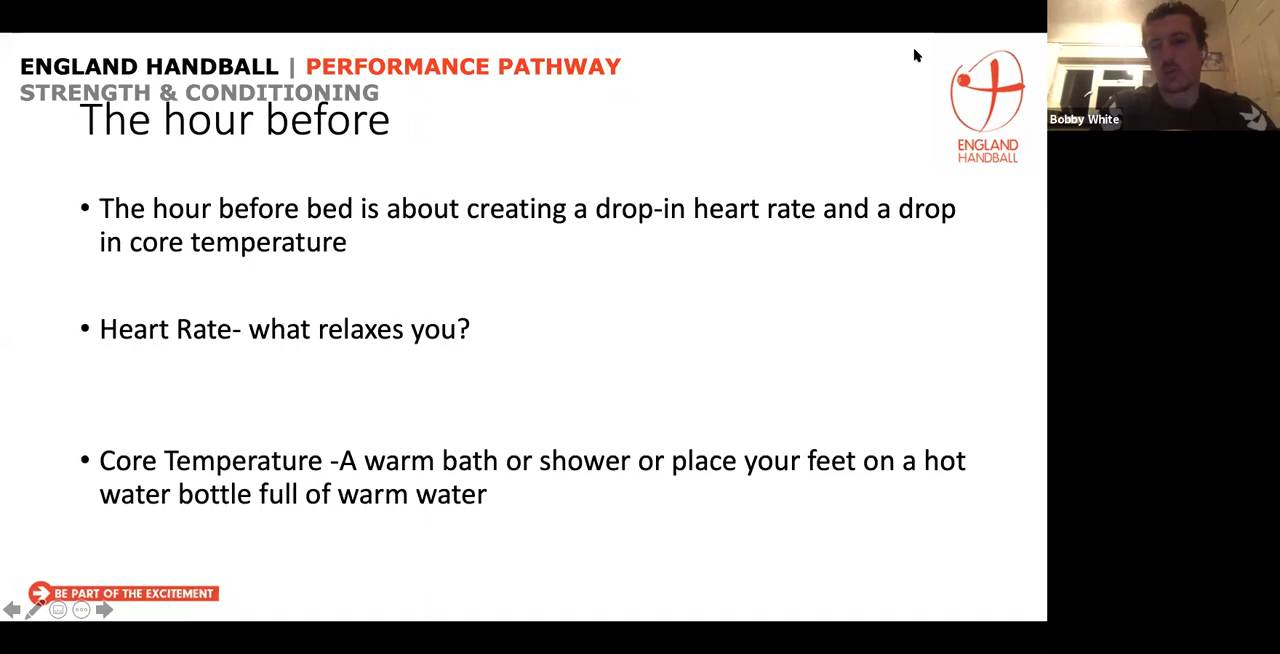 ENGLAND HANDBALL | PERFORMANCE PATHWAY
STRENGTH & CONDITIONING
The hour before
ENGLAND
HANDBALL
Bobby White
• The hour before bed is about creating a drop-in heart rate and a drop
in core temperature
• Heart Rate- what relaxes you?
• Core Temperature -A warm bath or shower or place your feet on a hot
water bottle full of warm water
BE PART OF THE EXCITEMENT